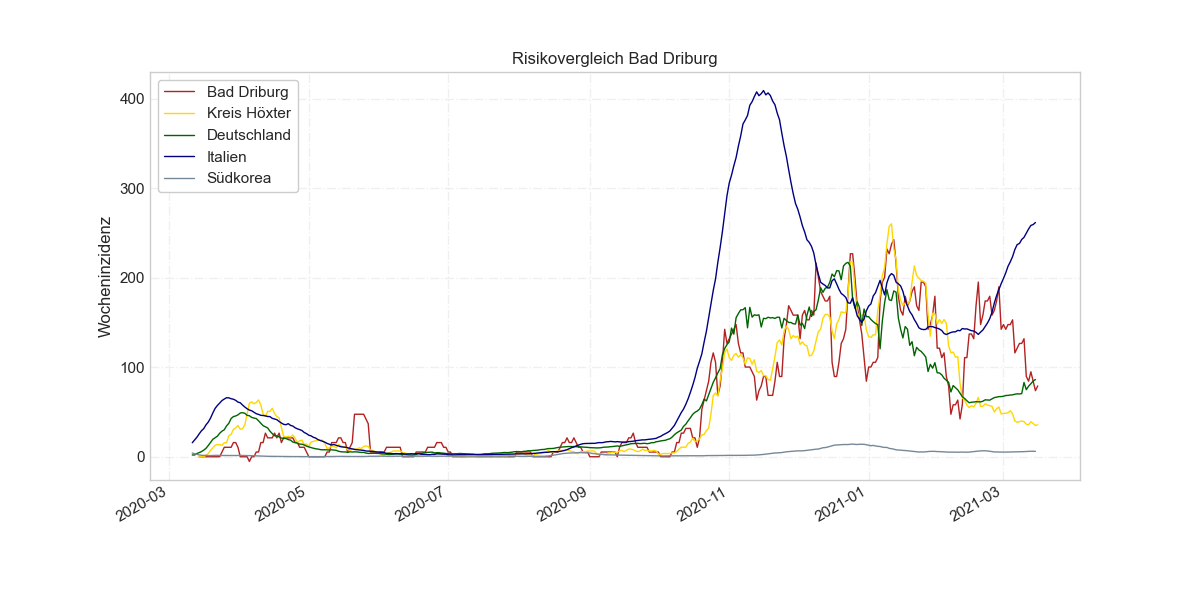 Risikovergleich Bad Driburg
Bad Driburg
Kreis Höxter
Deutschland
Italien
Südkorea
Wocheninzidenz
400
300
200
100
0
2020-03
2020-05
2020-07
2020-09
2020-11
2021-01
2021-03